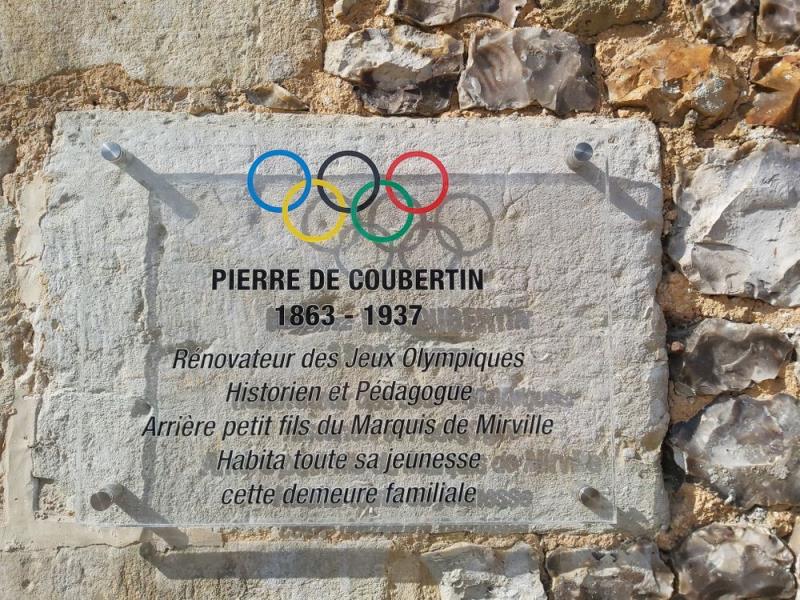 PIERRE DE COUBERTIN
1863 - 1937
Rénovateur des Jeux Olympiques
Historien et Pédagogue
Arrière petit fils du Marquis de Mirville
Habita toute sa jeunesse
cette demeure familiale